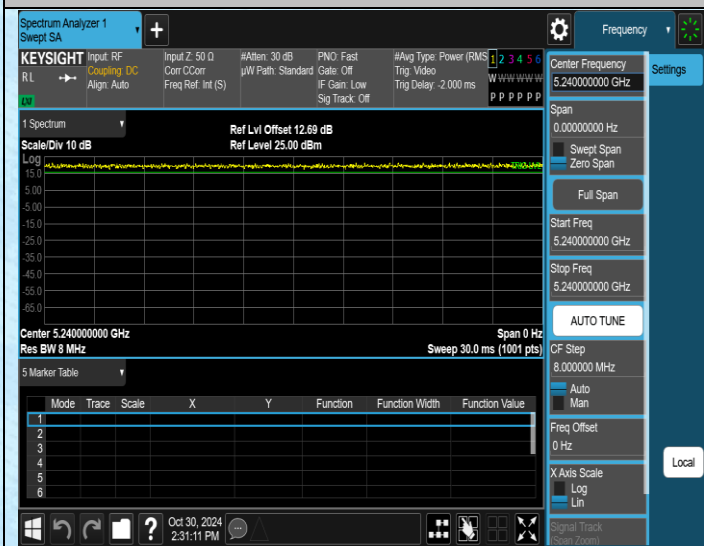 Spectrum Analyzer 1
Swept SA
Frequency
KEYSIGHT
Input: RF
Input Z: 50 Ω
#Atten: 30 dB
PNO: Fast
#Avg Type: Power (RMS
1 2 3 4 5 6
RL
Coupling: DC
Corr CCorr
µW Path: Standard
Gate: Off
Trig: Video
Align: Auto
Freq Ref: Int (S)
IF Gain: Low
Trig Delay: -2.000 ms
W W W W W W
Sig Track: Off
P P P P P P
LXI
1 Spectrum
Ref Lvl Offset 12.69 dB
Scale/Div 10 dB
Ref Level 25.00 dBm
Log
15.0
5.00
-5.00
-15.0
-25.0
-35.0
-45.0
-55.0
-65.0
Center 5.240000000 GHz
Span 0 Hz
Res BW 8 MHz
Sweep 30.0 ms (1001 pts)
5 Marker Table
Mode Trace Scale X Y Function Function Width Function Value
1
2
3
4
5
6
Oct 30, 2024
2:31:11 PM
Center Frequency
5.240000000 GHz
Settings
Span
0.00000000 Hz
Swept Span
Zero Span
Full Span
Start Freq
5.240000000 GHz
Stop Freq
5.240000000 GHz
AUTO TUNE
CF Step
8.000000 MHz
Auto
Man
Freq Offset
0 Hz
X Axis Scale
Log
Lin
Local
Signal Track
(Span Zoom)